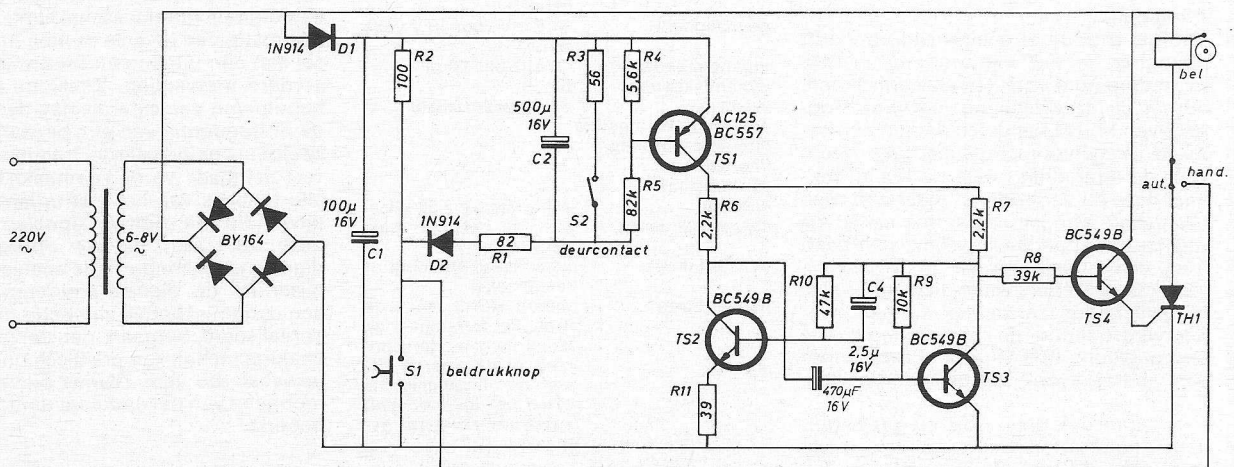 1N914
D1
R2
100
R3
56
R4
5,6k
500µ
16V
C2
AC125
BC557
TS1
bel
aut.
hand.
220V
~
6-8V
~
BY164
100µ
16V
C1
1N914
D2
82
R1
S2
deurcontact
R5
82k
R6
2,2k
R7
2,2k
BC549B
TS2
R10
47k
C4
2,5µ
16V
R9
10k
R8
39k
BC549B
TS4
TH1
BC549B
TS3
470µF
16V
R11
39
S1
beldrukknop